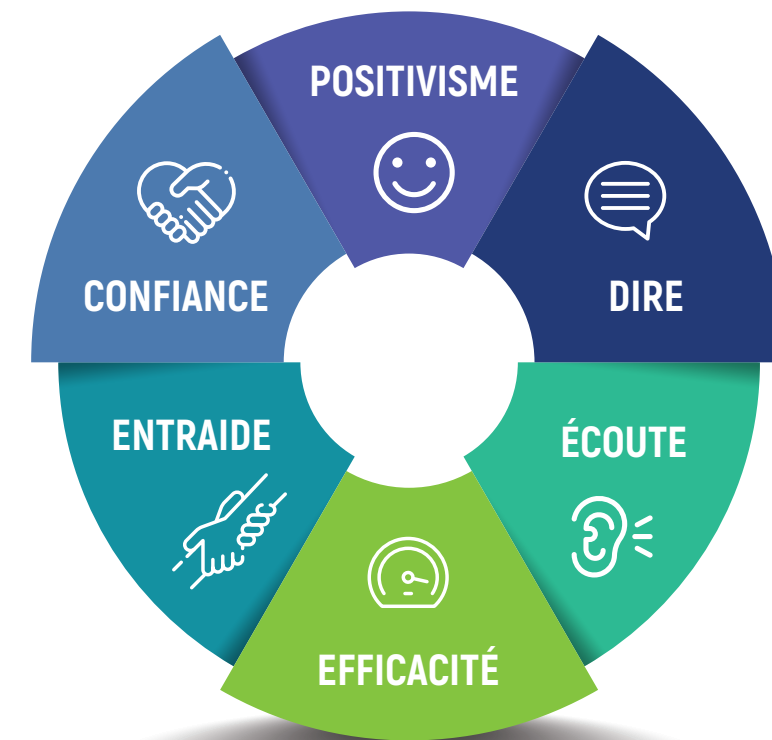 POSITIVISME
DIRE
ÉCOUTE
EFFICACITÉ
ENTRAIDE
CONFIANCE